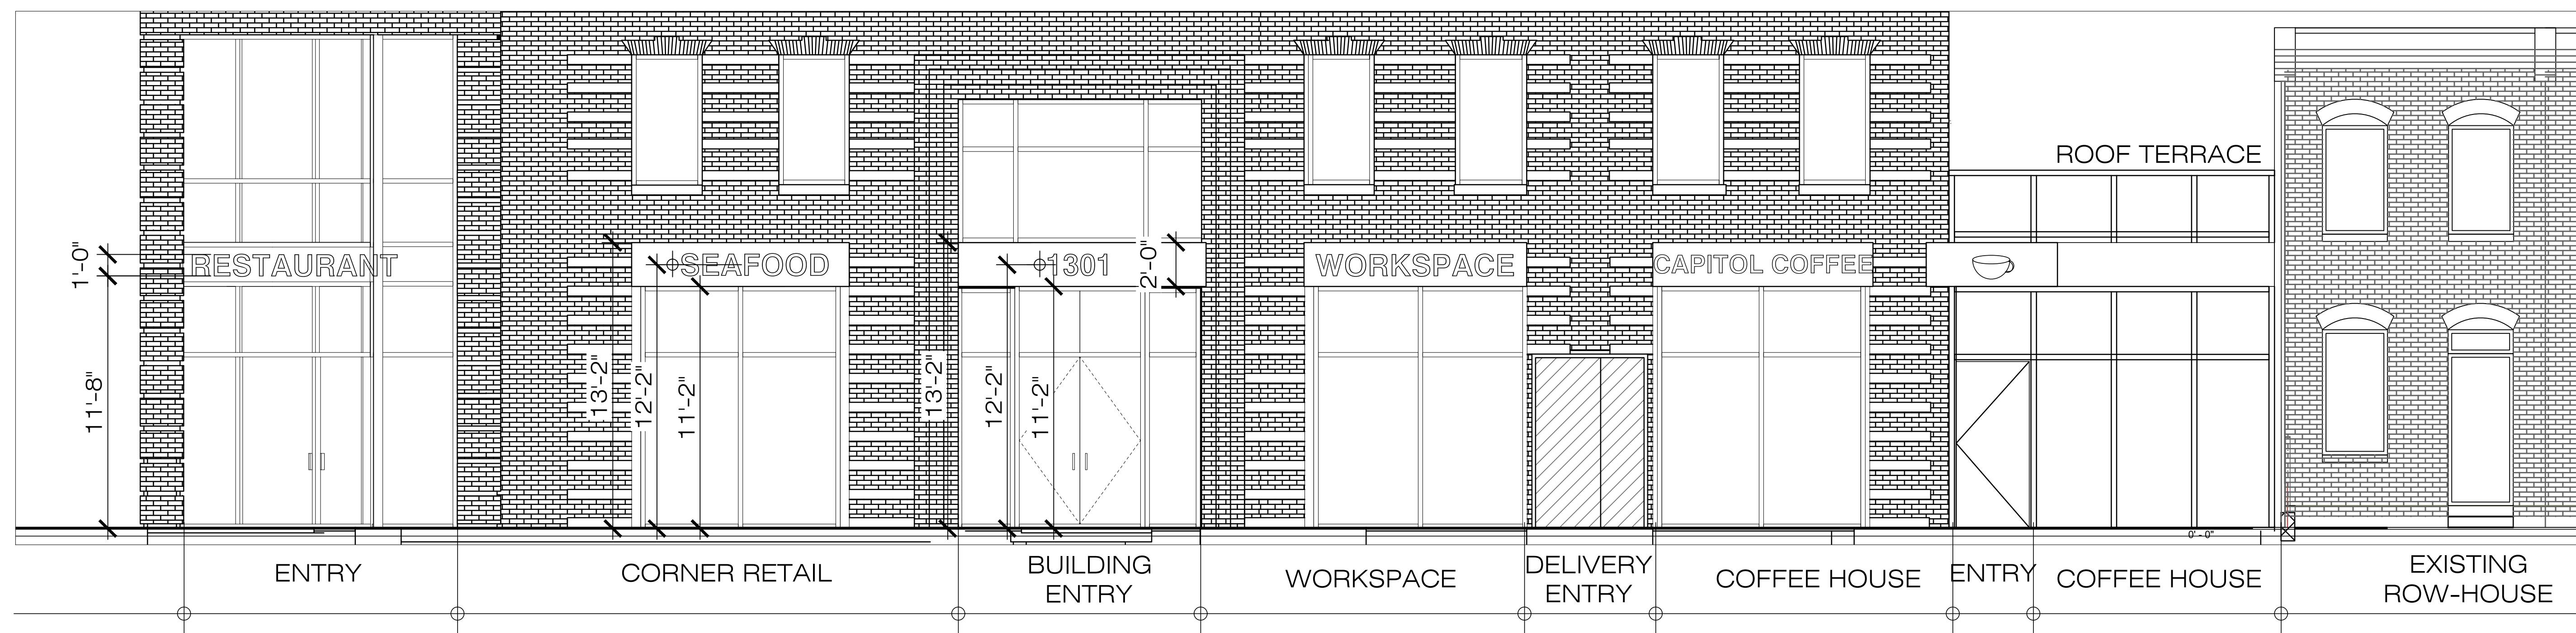 ROOF TERRACE
1'-0"
RESTAURANT
SEAFOOD
1301
2'-0"
WORKSPACE
CAPITOL COFFEE
11'-8"
13'-2"
12'-2"
11'-2"
13'-2"
12'-2"
11'-2"
0' - 0"
ENTRY
CORNER RETAIL
BUILDING
ENTRY
WORKSPACE
DELIVERY
ENTRY
COFFEE HOUSE
ENTRY
COFFEE HOUSE
EXISTING
ROW-HOUSE